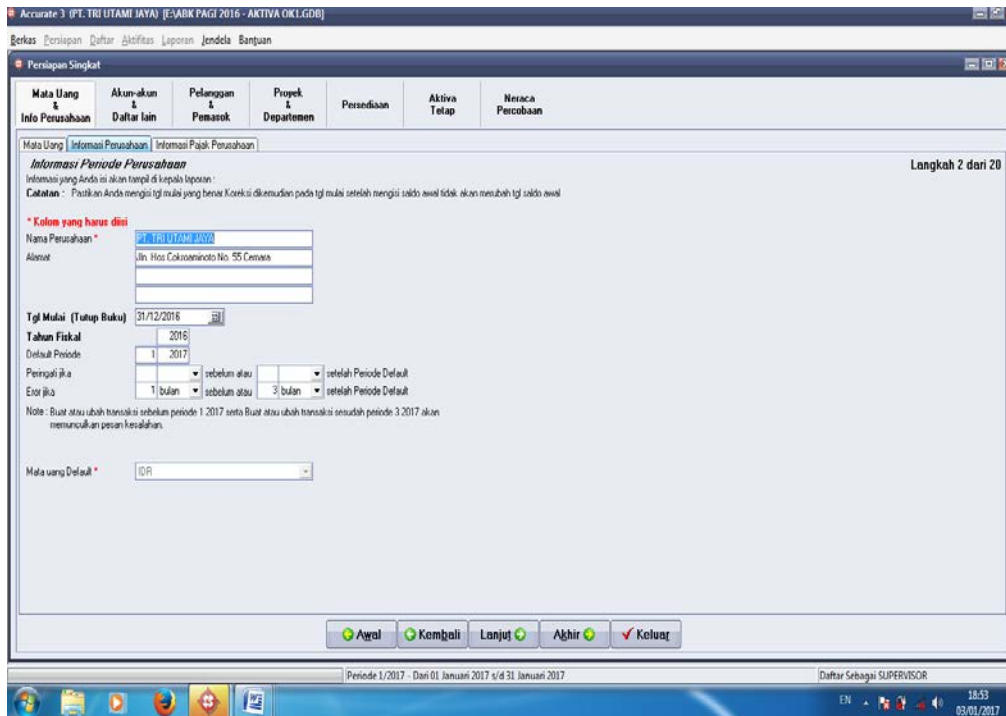 Accurate 3 (PT. TRI UTAMI JAYA) [E:\ABK PAGI 2016 - AKTIVA OK1.GDB]
Berkas Persiapan Daftar Aktifitas Laporan Jendela Bantuan
Persiapan Singkat
Mata Uang & Info Perusahaan
Akun-akun & Daftar lain
Pelanggan & Pemasok
Proyek & Departemen
Persediaan
Aktiva Tetap
Neraca Percobaan
Mata Uang Informasi Perusahaan Informasi Pajak Perusahaan
Informasi Periode Perusahaan
Langkah 2 dari 20
Informasi yang Anda isi akan tampil di kepala laporan :
Catatan : Pastikan Anda mengisi tgl mulai yang benar. Koreksi dikemudian pada tgl mulai setelah mengisi saldo awal tidak akan merubah tgl saldo awal
* Kolom yang harus diisi
Nama Perusahaan * PT. TRI UTAMI JAYA
Alamat Jln. Hos Cokroaminoto No. 55 Cemara
Tgl Mulai (Tutup Buku) 31/12/2016
Tahun Fiskal 2016
Default Periode 1 2017
Peringati jika sebelum atau setelah Periode Default
Eror jika 1 bulan sebelum atau 3 bulan setelah Periode Default
Note : Buat atau ubah transaksi sebelum periode 1 2017 serta Buat atau ubah transaksi sesudah periode 3 2017 akan
memunculkan pesan kesalahan.
Mata uang Default * IDR
Awal Kembali Lanjut Akhir Keluar
Periode 1/2017 - Dari 01 Januari 2017 s/d 31 Januari 2017
Daftar Sebagai SUPERVISOR
EN
18:53
03/01/2017